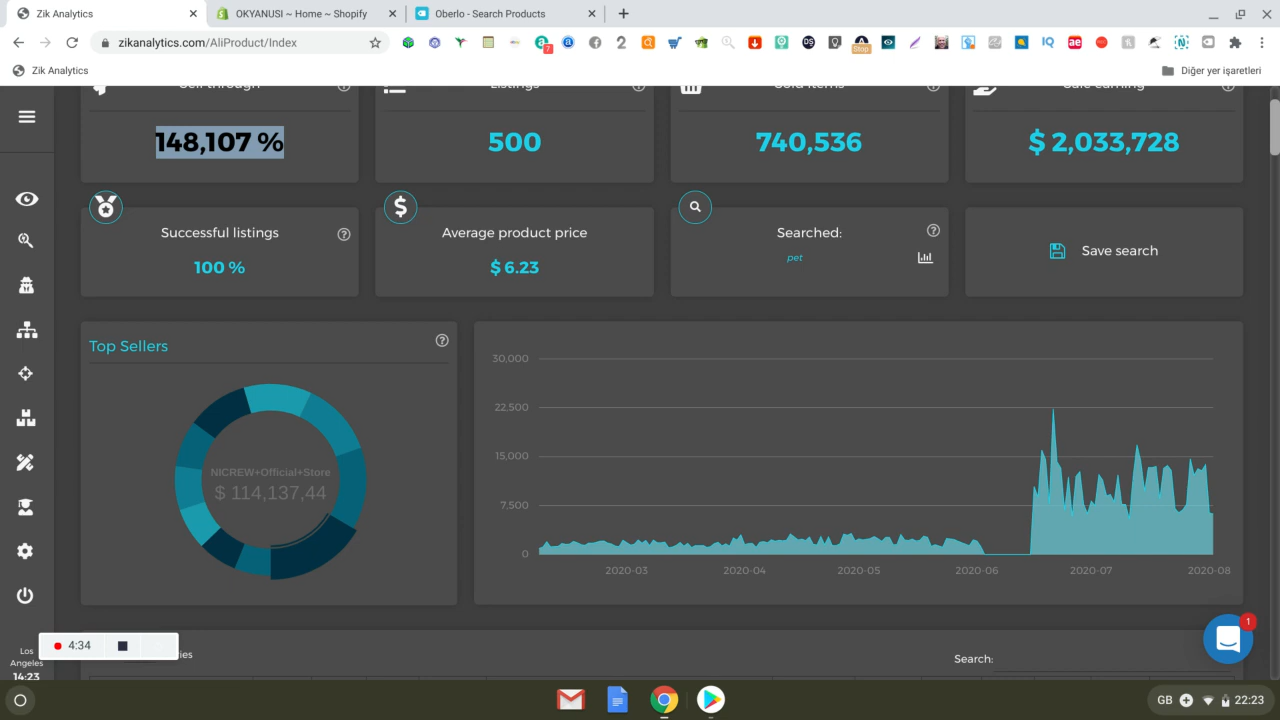 Zik Analytics
OKYANUSI ~ Home ~ Shopify
Oberlo - Search Products
zikanalytics.com/AliProduct/Index
7
Stop
Zik Analytics
Diğer yer işaretleri
Sell through
Listings
Sold items
Sale earning
148,107 %
500
740,536
$ 2,033,728
Successful listings
100 %
Average product price
$ 6.23
Searched:
pet
Save search
Top Sellers
NICREW+Official+Store
$ 114,137,44
30,000
22,500
15,000
7,500
0
2020-03
2020-04
2020-05
2020-06
2020-07
2020-08
1
4:34
ies
Search:
Los
Angeles
14:23
GB
22:23